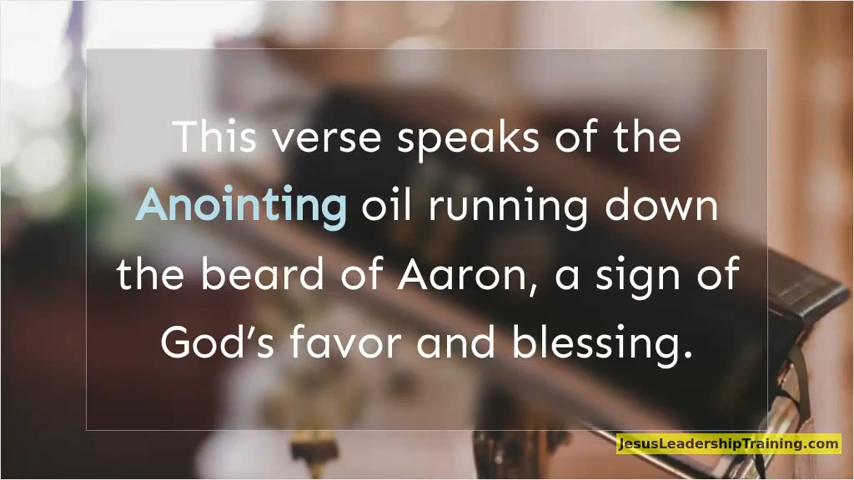 This verse speaks of the
Anointing oil running down
the beard of Aaron, a sign of
God’s favor and blessing.
JesusLeadershipTraining.com